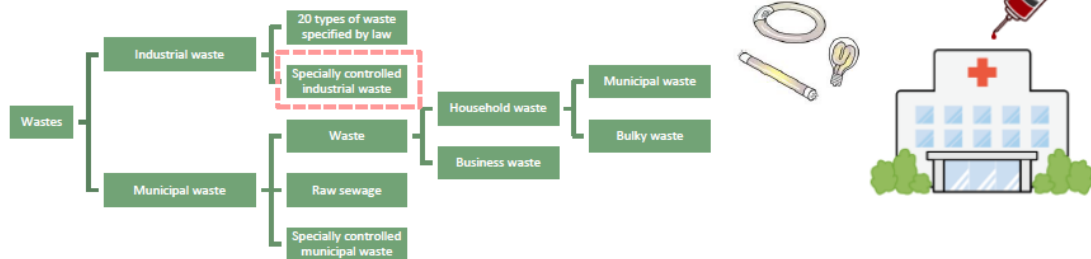 20 types of waste
specified by law
Industrial waste
Specially controlled
industrial waste
Municipal waste
Household waste
Wastes
Waste
Bulky waste
Business waste
Municipal waste
Raw sewage
Specially controlled
municipal waste